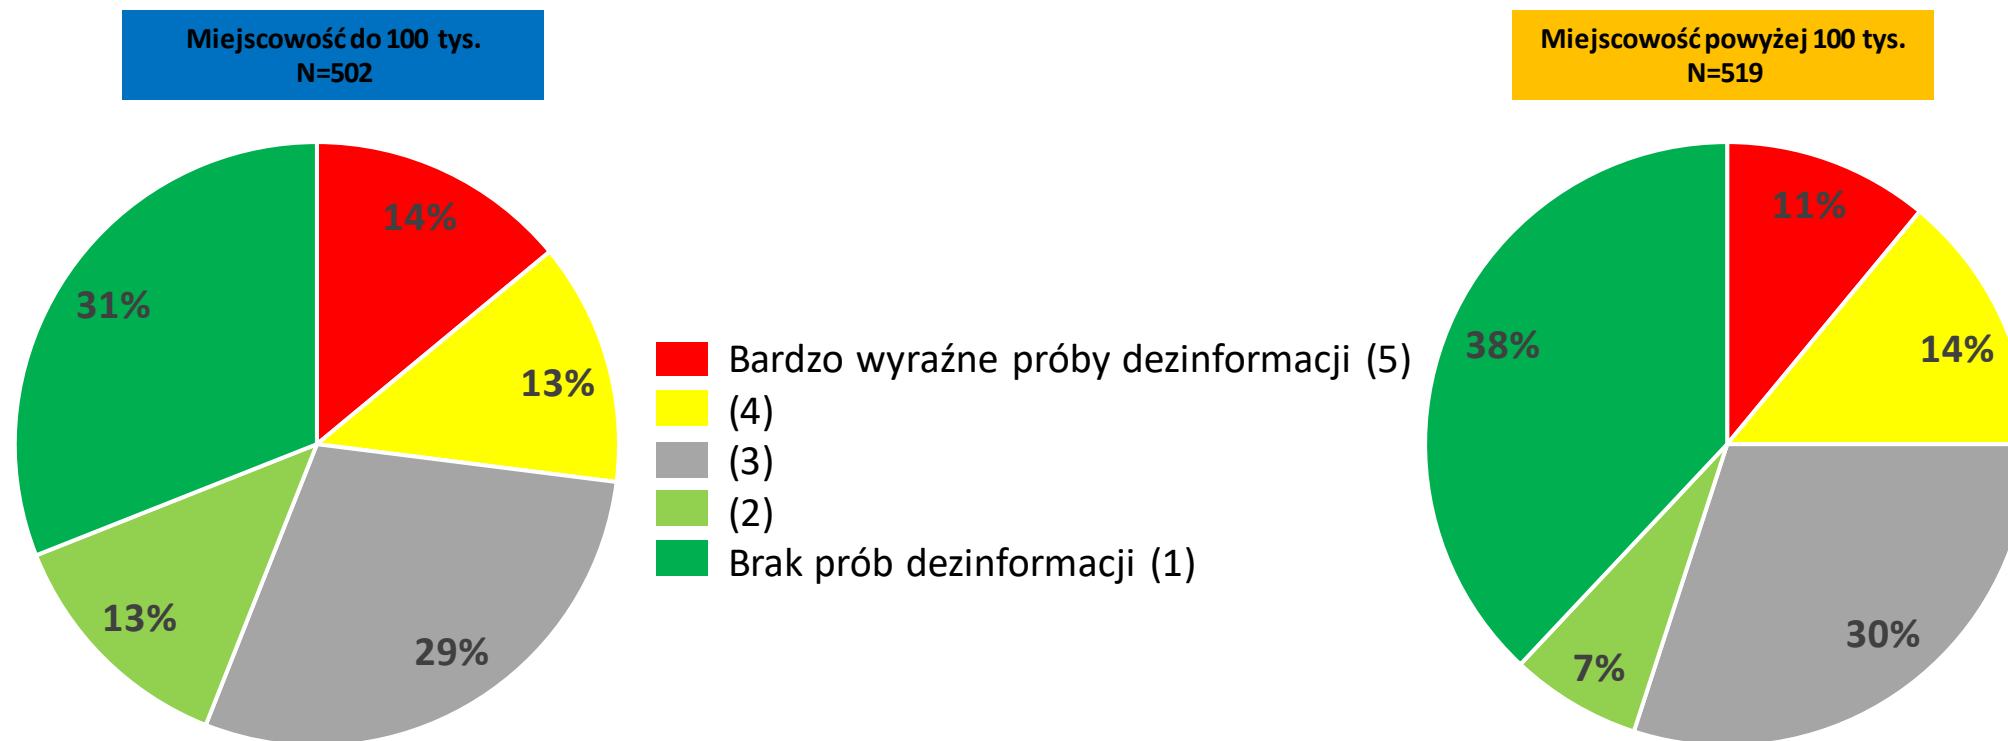 Miejscowość do 100 tys.
N=502
Miejscowość powyżej 100 tys.
N=519
14%
13%
29%
13%
31%
Bardzo wyraźne próby dezinformacji (5)
(4)
(3)
(2)
Brak prób dezinformacji (1)
11%
14%
30%
7%
38%